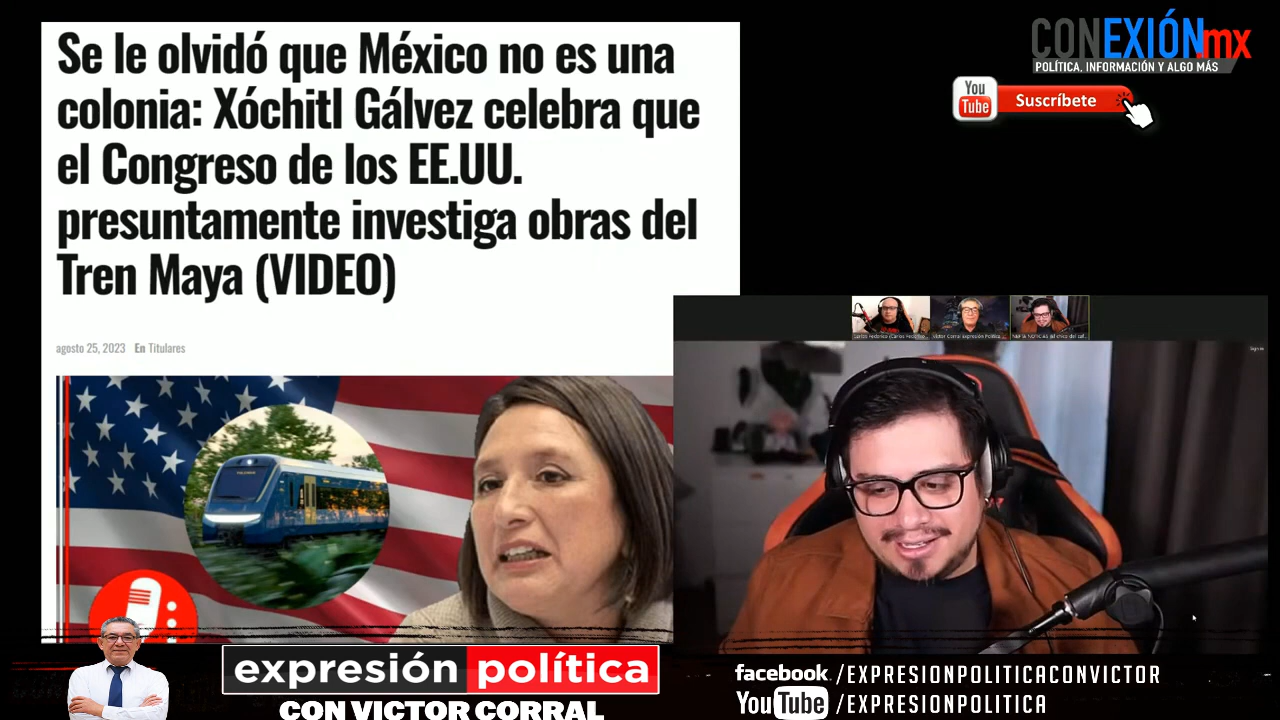 Se le olvidó que México no es una
colonia: Xóchitl Gálvez celebra que
el Congreso de los EE.UU.
presuntamente investiga obras del
Tren Maya (VIDEO)
agosto 25, 2023 En Titulares
CONEXIÓN.mx
POLÍTICA, INFORMACIÓN Y ALGO MÁS
You
Tube
Suscríbete
expresión política
CON VICTOR CORRAL
facebook. /EXPRESIONPOLITICACONVICTOR
YouTube /EXPRESIONPOLITICA